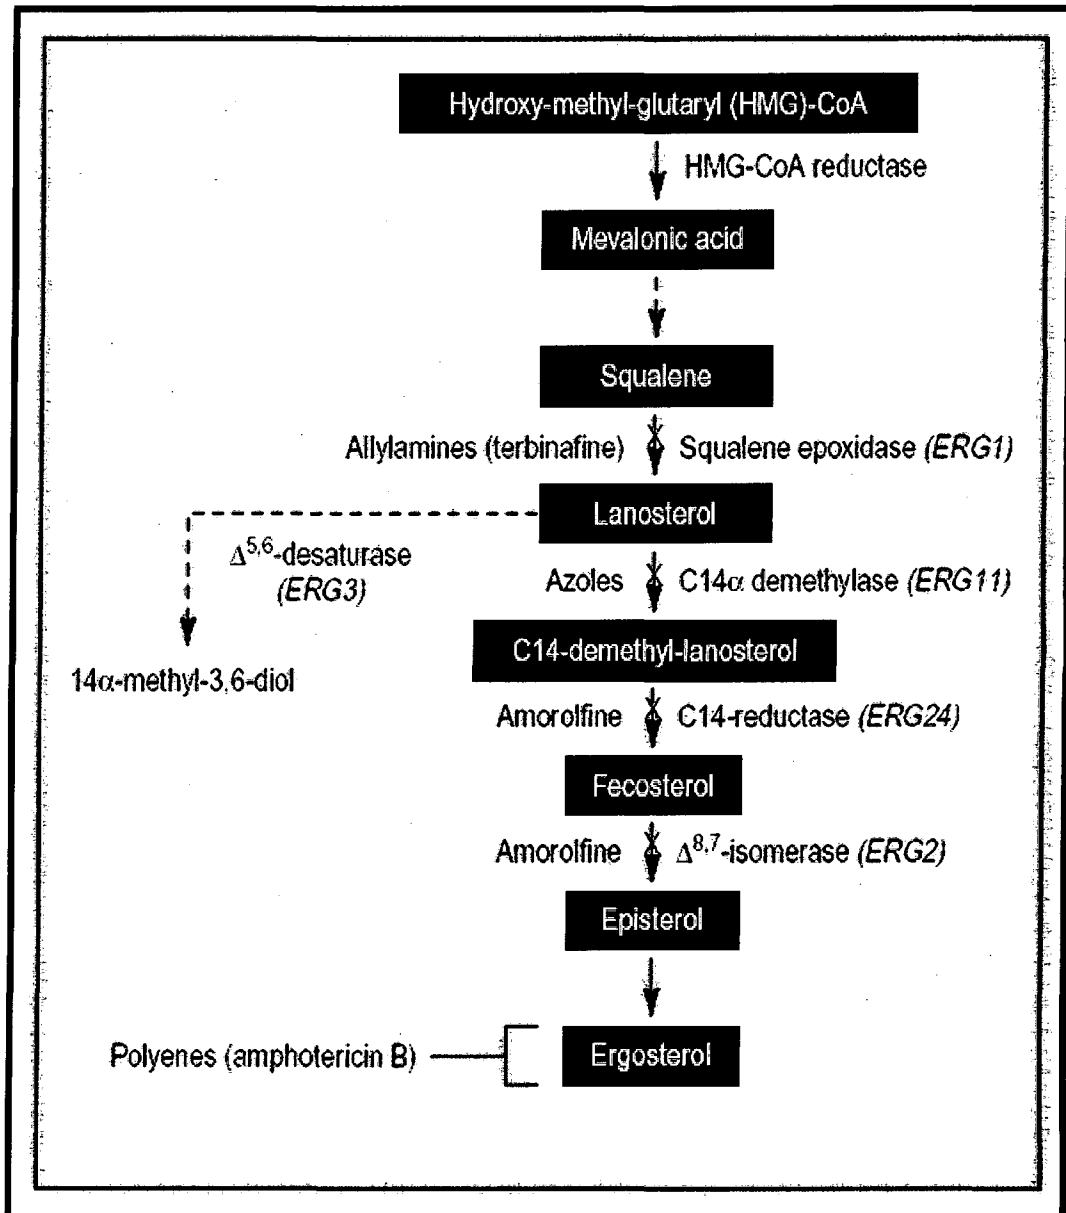 Hydroxy-methyl-glutaryl (HMG)-CoA
HMG-CoA reductase
Mevalonic acid
Squalene
Allylamines (terbinafine) Squalene epoxidase (ERG1)
Lanosterol
Δ5,6-desaturase
(ERG3)
Azoles C14α demethylase (ERG11)
C14-demethyl-lanosterol
14α-methyl-3,6-diol
Amorolfine C14-reductase (ERG24)
Fecosterol
Amorolfine Δ8,7-isomerase (ERG2)
Episterol
Polyenes (amphotericin B) Ergosterol